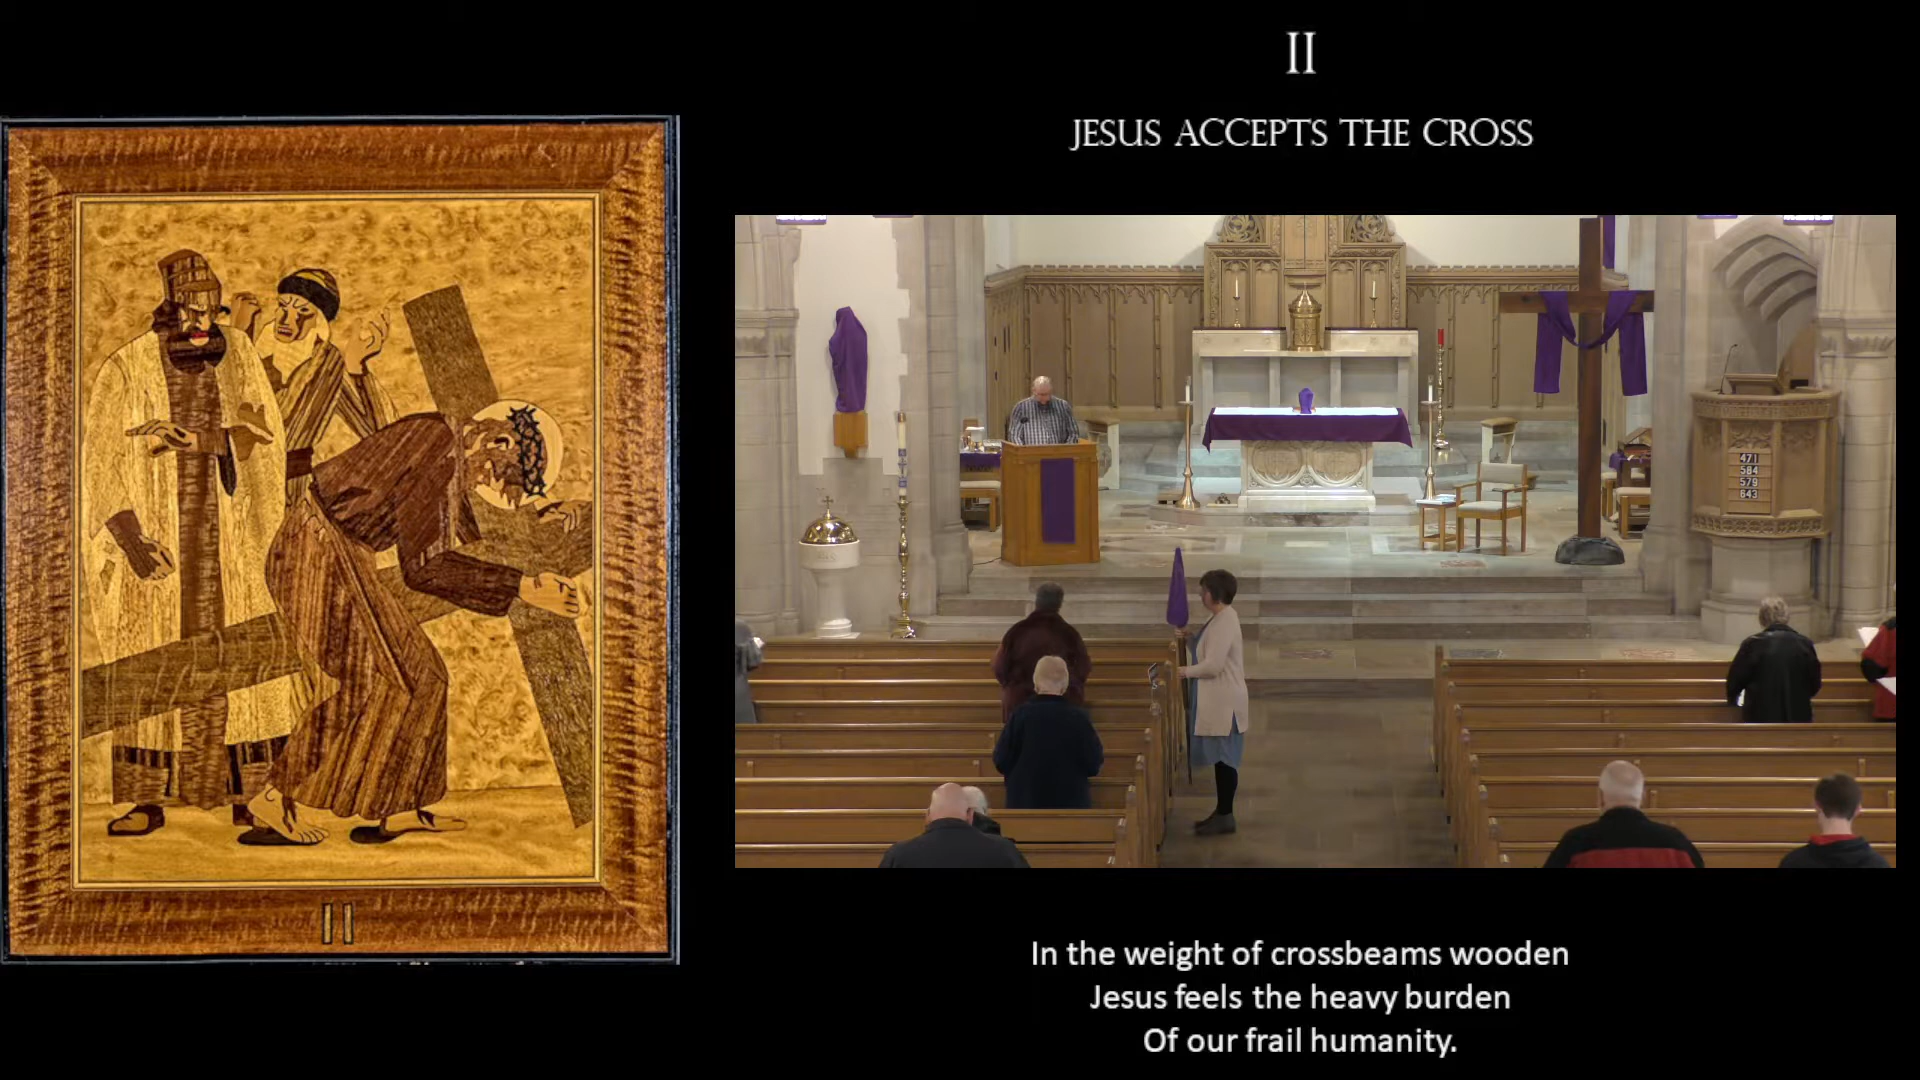 II
JESUS ACCEPTS THE CROSS
471
584
579
643
II
In the weight of crossbeams wooden
Jesus feels the heavy burden
Of our frail humanity.